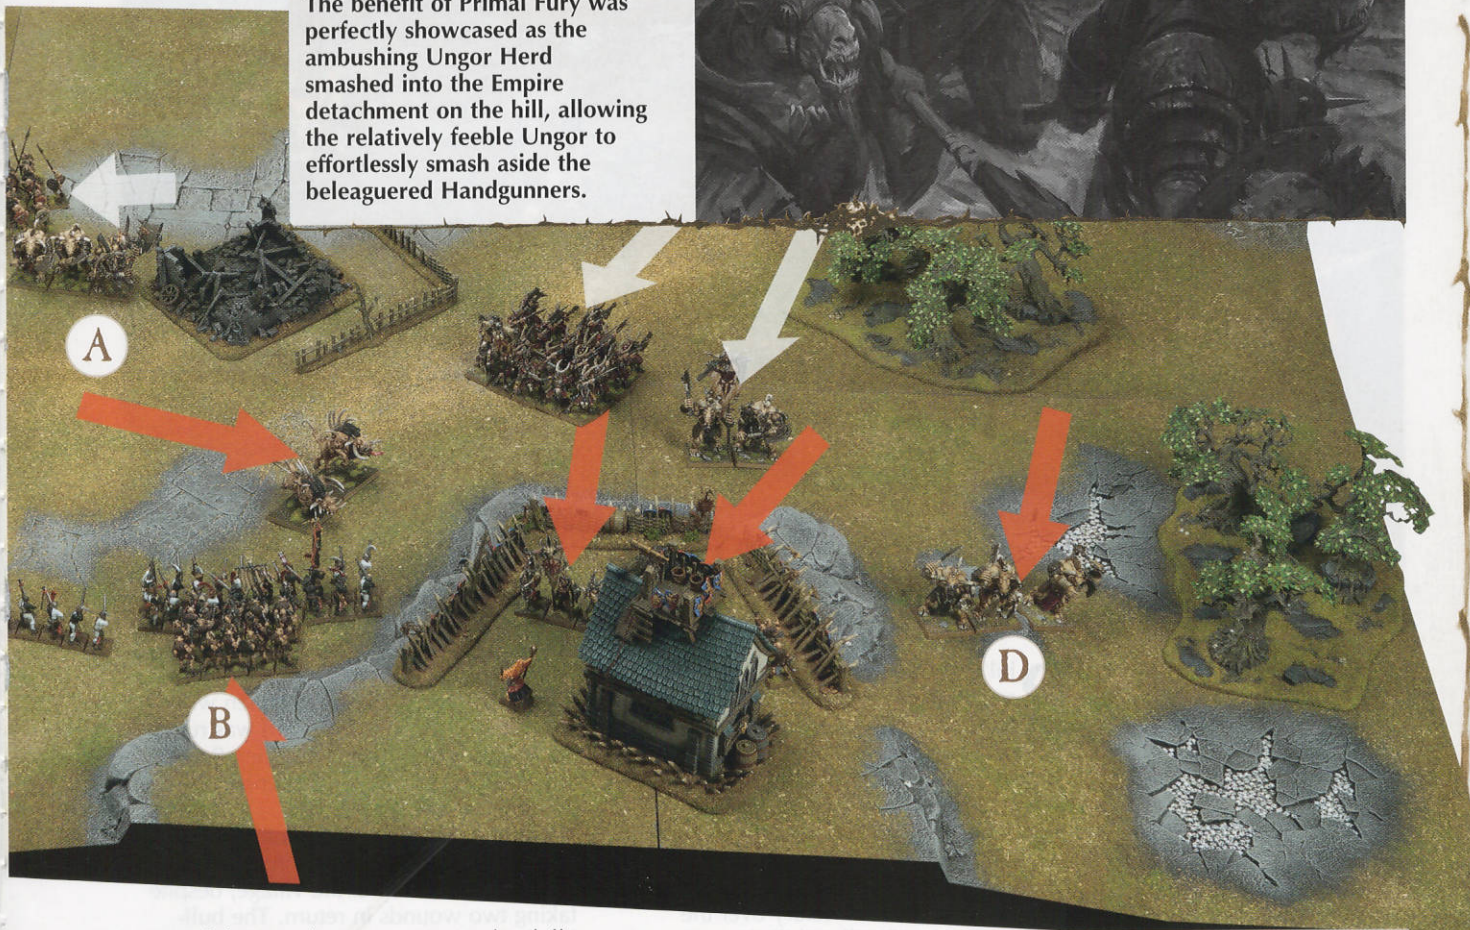 The benefit of Primal Fury was
perfectly showcased as the
ambushing Ungor Herd
smashed into the Empire
detachment on the hill, allowing
the relatively feeble Ungor to
effortlessly smash aside the
beleaguered Handgunners.
A
B
D
taking two wounds in return. The bull-